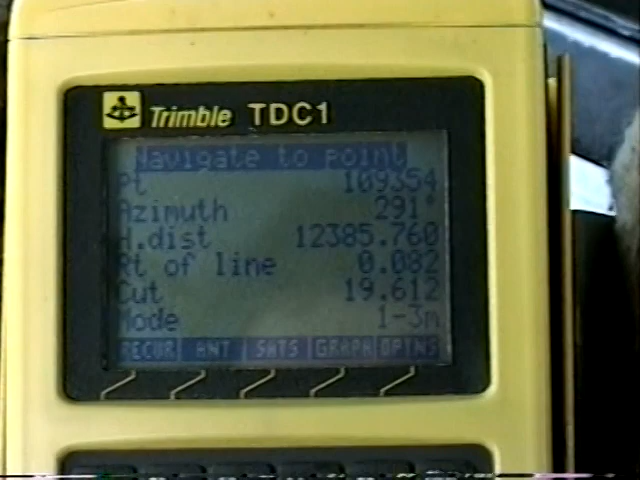 Trimble TDC1
Navigate to point
Pt 109354
Azimuth 291°
H.dist 12385.760
Rt of line 0.082
Cut 19.612
Mode 1-3m
RECUR ANT SATS GRAPH OPTNS